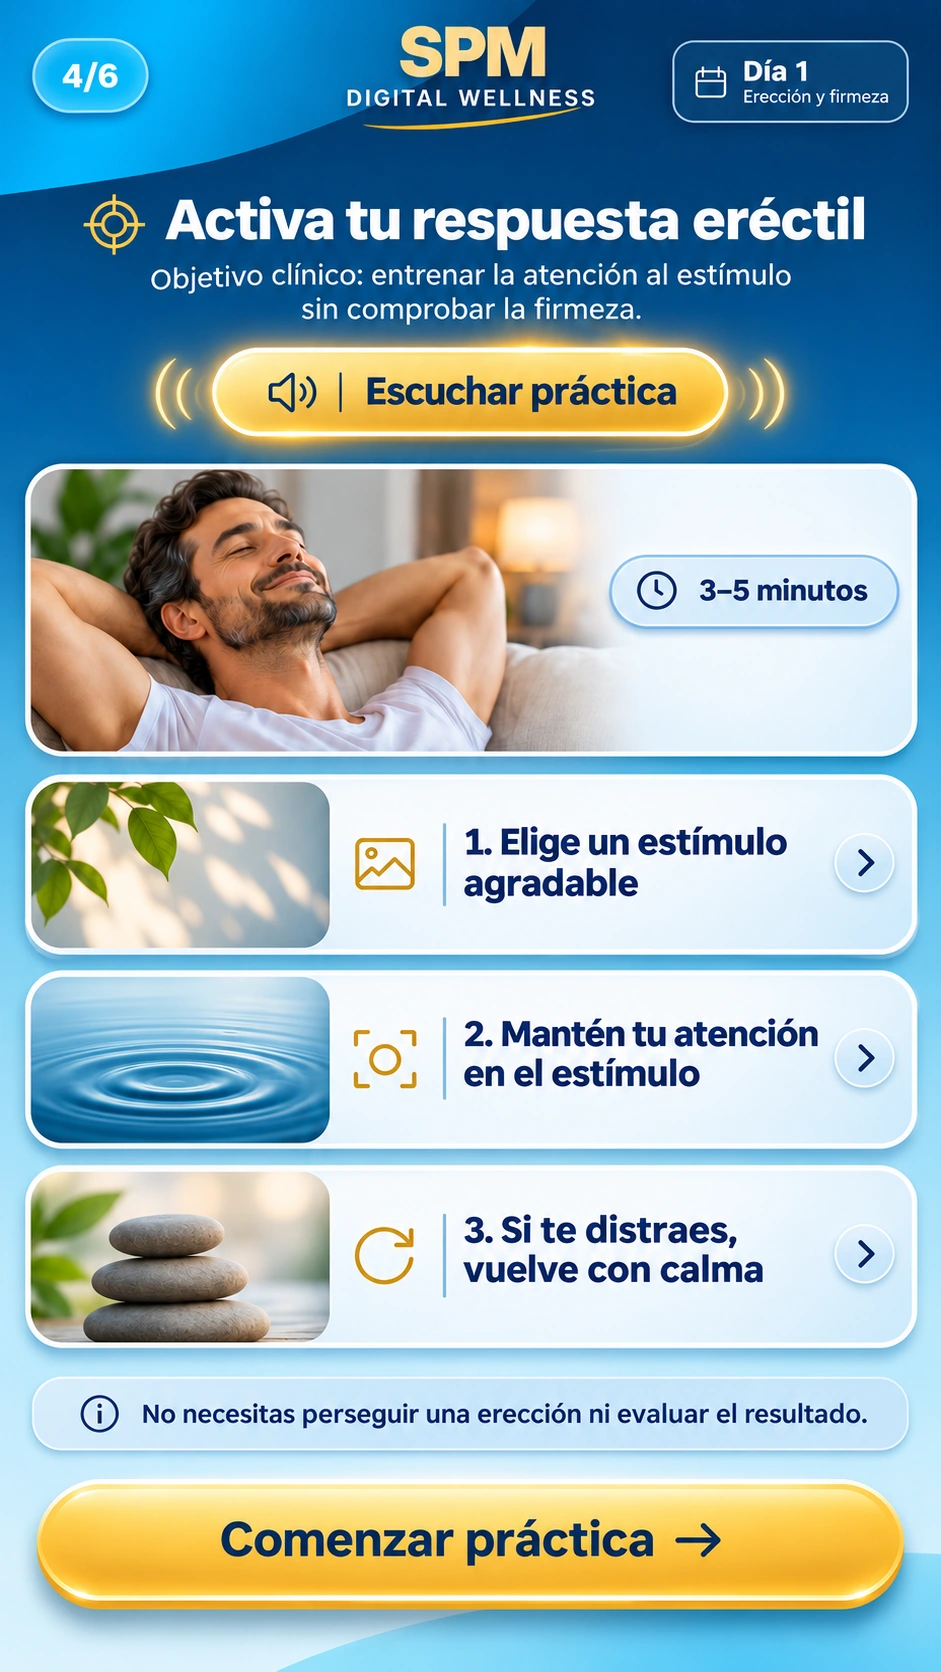 4/6
SPM
DIGITAL WELLNESS
Día 1
Erección y firmeza
Activa tu respuesta eréctil
Objetivo clínico: entrenar la atención al estímulo
sin comprobar la firmeza.
Escuchar práctica
3–5 minutos
1. Elige un estímulo
agradable
2. Mantén tu atención
en el estímulo
3. Si te distraes,
vuelve con calma
No necesitas perseguir una erección ni evaluar el resultado.
Comenzar práctica →